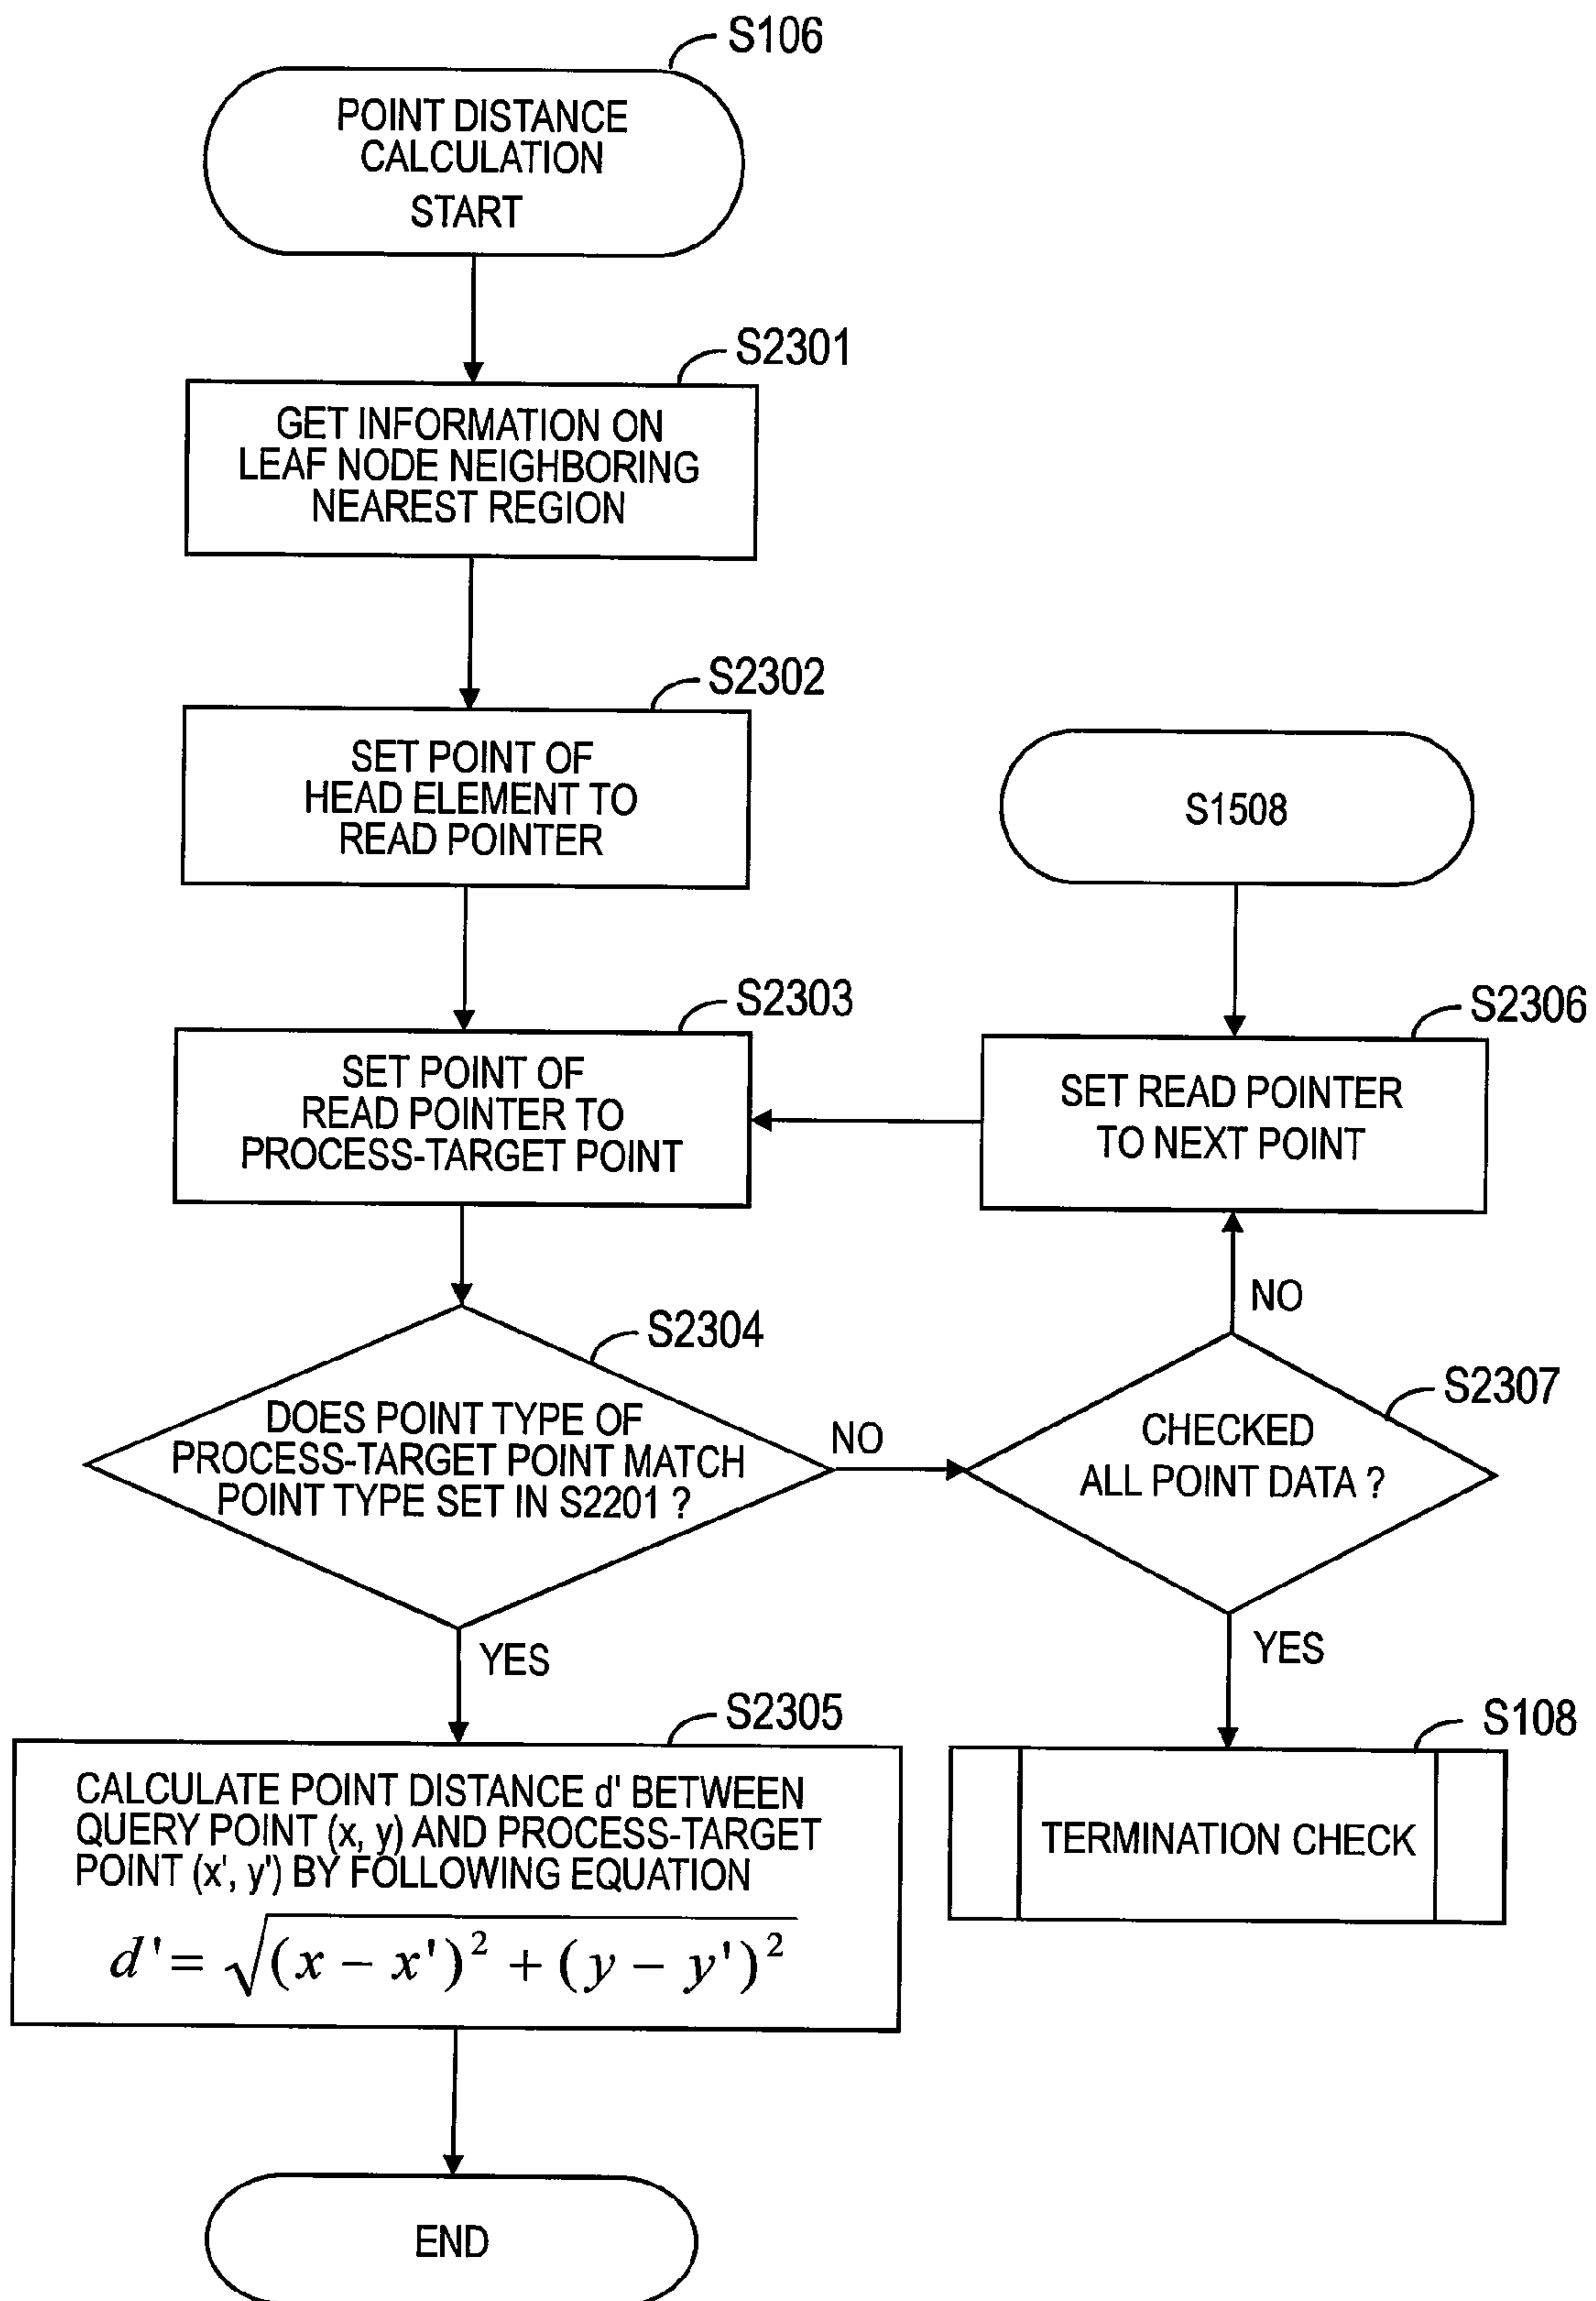 S106
POINT DISTANCE
CALCULATION
START
S2301
GET INFORMATION ON
LEAF NODE NEIGHBORING
NEAREST REGION
S2302
SET POINT OF
HEAD ELEMENT TO
READ POINTER
S1508
S2303
SET POINT OF
READ POINTER TO
PROCESS-TARGET POINT
S2306
SET READ POINTER
TO NEXT POINT
NO
S2304
DOES POINT TYPE OF
PROCESS-TARGET POINT MATCH
POINT TYPE SET IN S2201 ?
NO
S2307
CHECKED
ALL POINT DATA ?
YES
YES
S2305
CALCULATE POINT DISTANCE d' BETWEEN
QUERY POINT (x, y) AND PROCESS-TARGET
POINT (x', y') BY FOLLOWING EQUATION
d' = √(x − x')² + (y − y')²
S108
TERMINATION CHECK
END